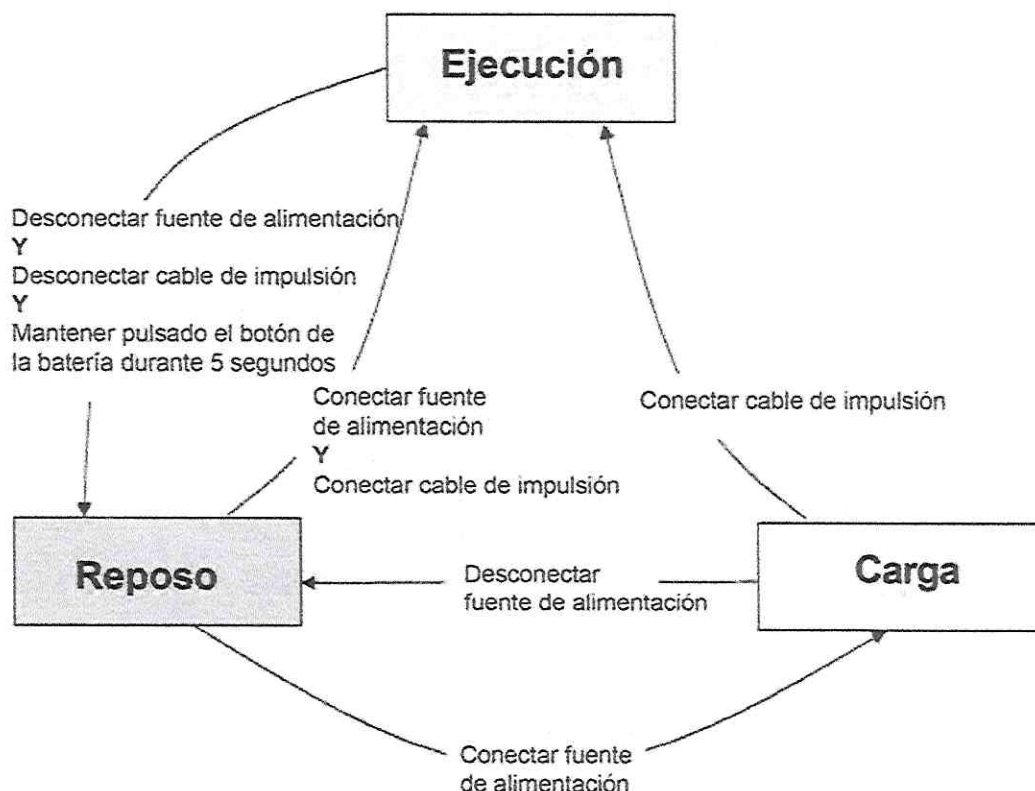 Ejecución
Desconectar fuente de alimentación
Y
Desconectar cable de impulsión
Y
Mantener pulsado el botón de
la batería durante 5 segundos
Conectar fuente
de alimentación
Y
Conectar cable de impulsión
Conectar cable de impulsión
Reposo
Desconectar
fuente de alimentación
Carga
Conectar fuente
de alimentación